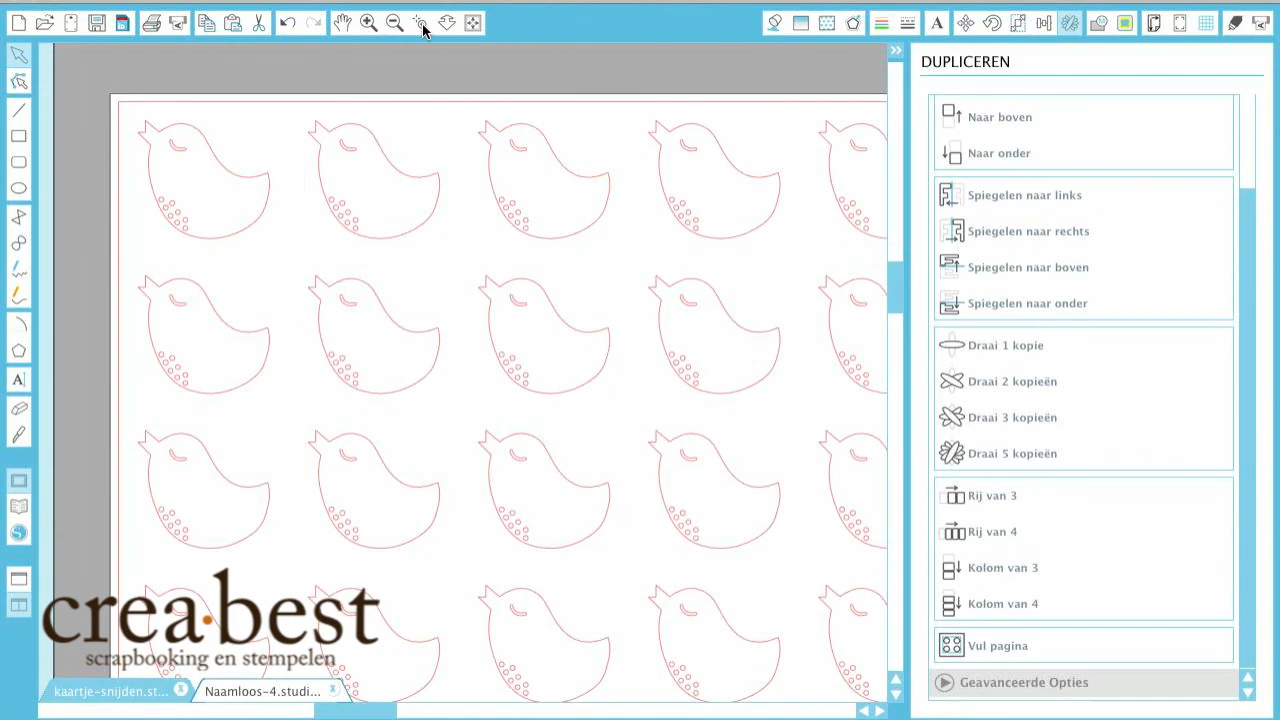 DUPLICEREN
Naar boven
Naar onder
Spiegelen naar links
Spiegelen naar rechts
Spiegelen naar boven
Spiegelen naar onder
Draai 1 kopie
Draai 2 kopieën
Draai 3 kopieën
Draai 5 kopieën
Rij van 3
Rij van 4
Kolom van 3
Kolom van 4
Vul pagina
Geavanceerde Opties
crea·best
scrapbooking en stempelen
kaartje-snijden.st...
Naamloos-4.studi...